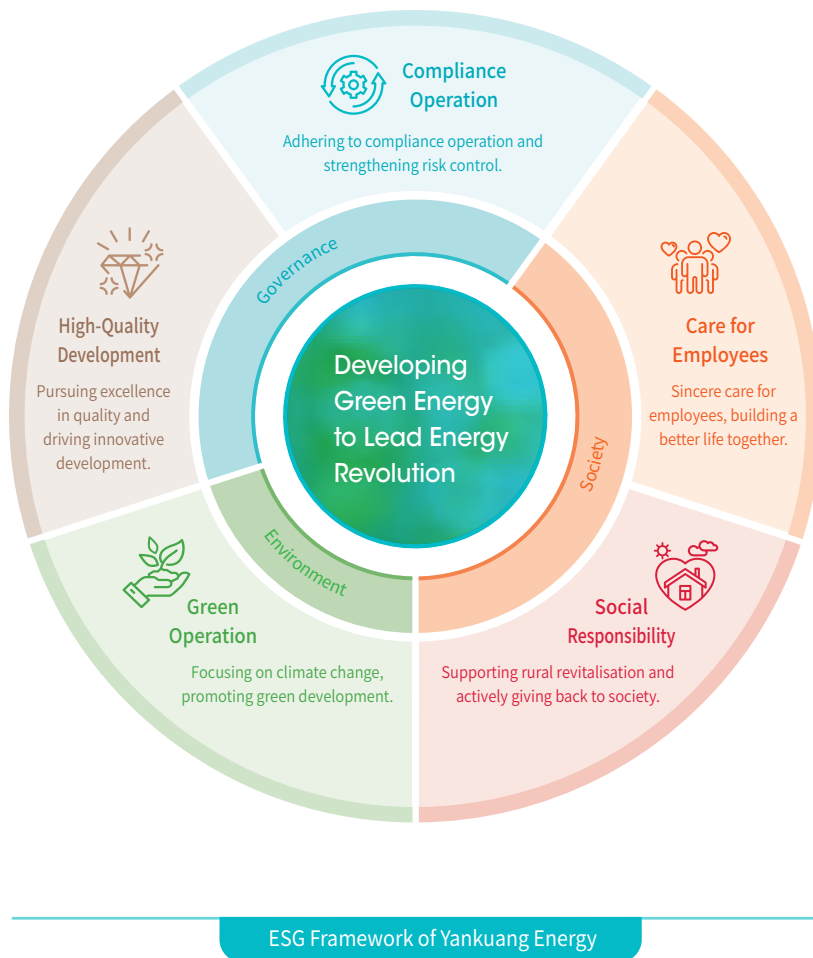 Compliance
Operation
Adhering to compliance operation and
strengthening risk control.
Governance
High-Quality
Development
Pursuing excellence
in quality and
driving innovative
development.
Developing
Green Energy
to Lead Energy
Revolution
Care for
Employees
Sincere care for
employees, building a
better life together.
Society
Environment
Green
Operation
Focusing on climate change,
promoting green development.
Social
Responsibility
Supporting rural revitalisation and
actively giving back to society.
ESG Framework of Yankuang Energy